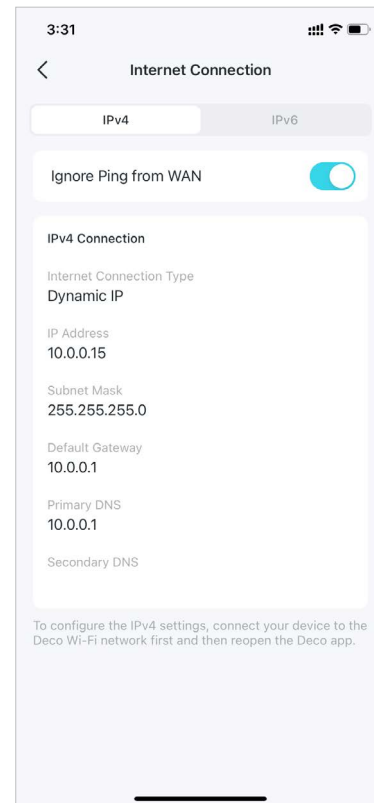 3:31
Internet Connection
IPv4 IPv6
Ignore Ping from WAN
IPv4 Connection
Internet Connection Type
Dynamic IP
IP Address
10.0.0.15
Subnet Mask
255.255.255.0
Default Gateway
10.0.0.1
Primary DNS
10.0.0.1
Secondary DNS
To configure the IPv4 settings, connect your device to the
Deco Wi-Fi network first and then reopen the Deco app.